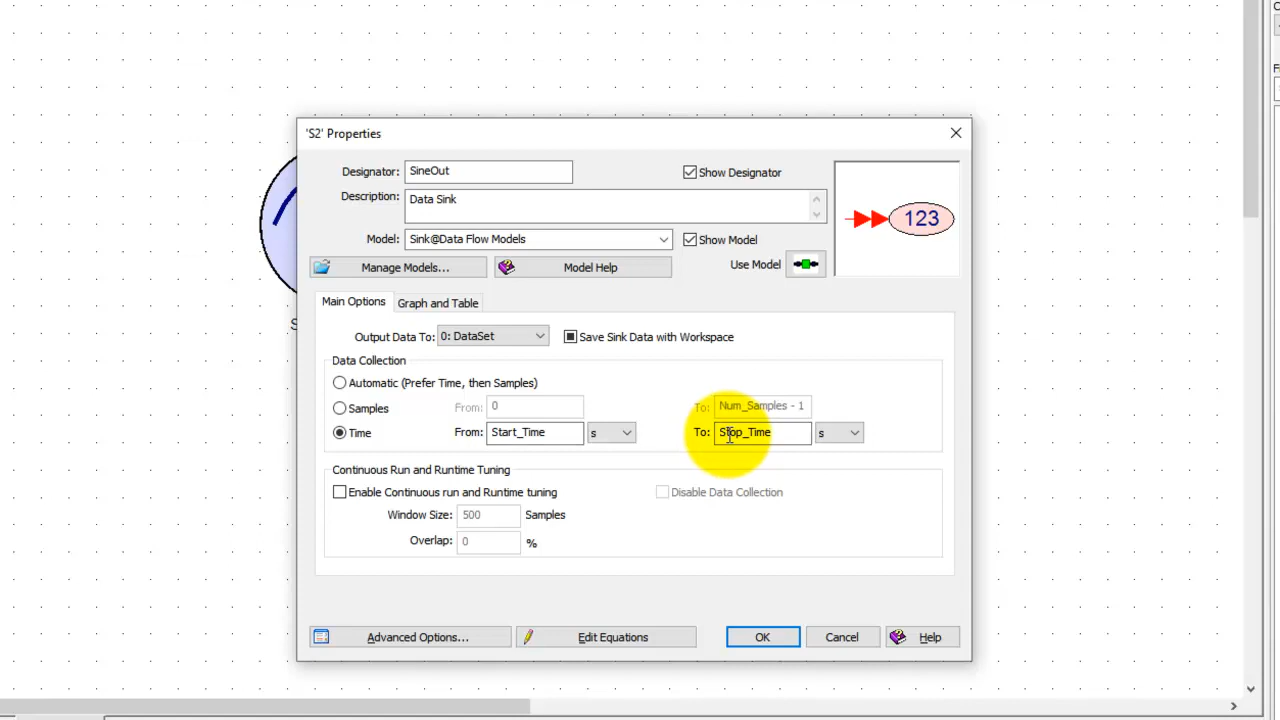 'S2' Properties
Designator: SineOut
Show Designator
Description: Data Sink
123
Model: Sink@Data Flow Models
Show Model
Manage Models...
Model Help
Use Model
Main Options
Graph and Table
Output Data To: 0: DataSet
Save Sink Data with Workspace
Data Collection
Automatic (Prefer Time, then Samples)
Samples From: 0 To: Num_Samples - 1
Time From: Start_Time s To: Stop_Time s
Continuous Run and Runtime Tuning
Enable Continuous run and Runtime tuning
Disable Data Collection
Window Size: 500 Samples
Overlap: 0 %
Advanced Options...
Edit Equations
OK
Cancel
Help